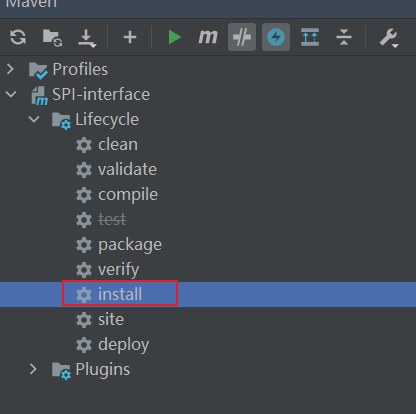 Maven
m
Profiles
SPI-interface
Lifecycle
clean
validate
compile
test
package
verify
install
site
deploy
Plugins